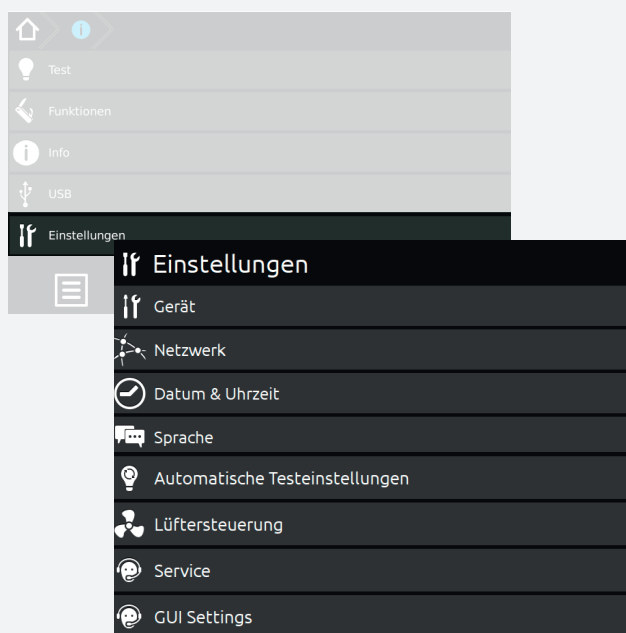 Test
Funktionen
Info
USB
Einstellungen
Einstellungen
Gerät
Netzwerk
Datum & Uhrzeit
Sprache
Automatische Testeinstellungen
Lüftersteuerung
Service
GUI Settings